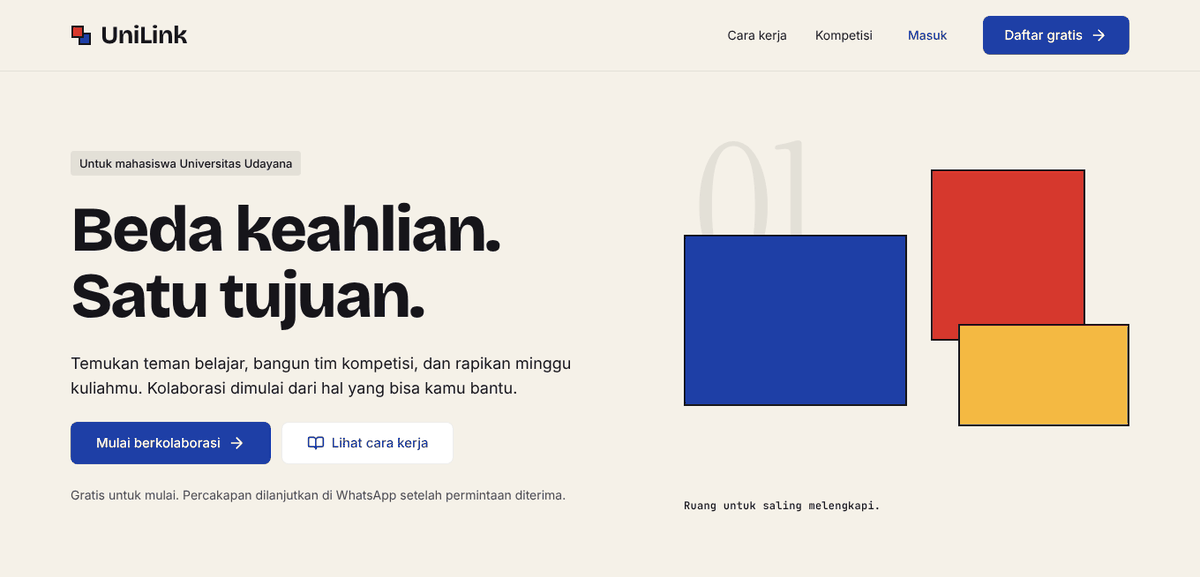 UniLink
Cara kerja
Kompetisi
Masuk
Daftar gratis
Untuk mahasiswa Universitas Udayana
Beda keahlian.
Satu tujuan.
Temukan teman belajar, bangun tim kompetisi, dan rapikan minggu
kuliahmu. Kolaborasi dimulai dari hal yang bisa kamu bantu.
Mulai berkolaborasi
Lihat cara kerja
Gratis untuk mulai. Percakapan dilanjutkan di WhatsApp setelah permintaan diterima.
01
Ruang untuk saling melengkapi.